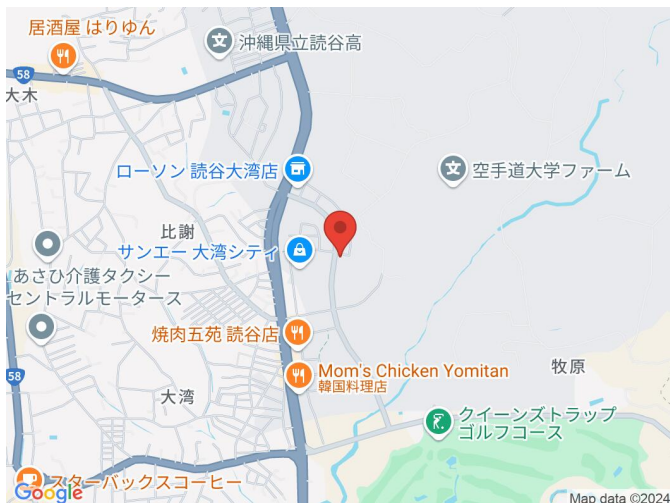 居酒屋 はりゆん
沖縄県立読谷高
58
大木
ローソン 読谷大湾店
空手道大学ファーム
比謝
サンエー 大湾シティ
あさひ介護タクシー
セントラルモータース
焼肉五苑 読谷店
Mom's Chicken Yomitan
韓国料理店
牧原
58
大湾
クイーンズトラップ
ゴルフコース
スターバックスコーヒー
Google
Map data ©2024